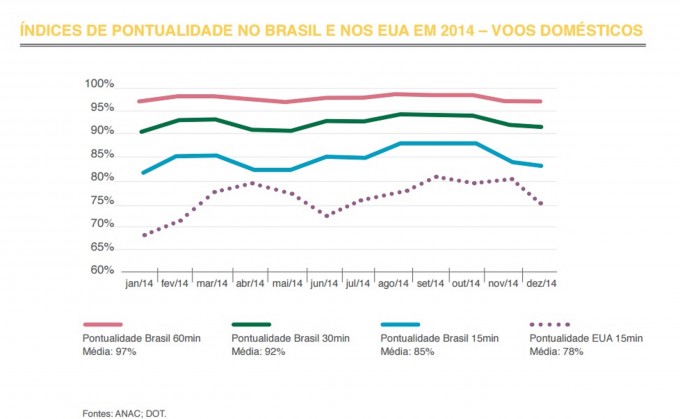 ÍNDICES DE PONTUALIDADE NO BRASIL E NOS EUA EM 2014 – VOOS DOMÉSTICOS
100%
95%
90%
85%
80%
75%
70%
65%
60%
jan/14 fev/14 mar/14 abr/14 mai/14 jun/14 jul/14 ago/14 set/14 out/14 nov/14 dez/14
Pontualidade Brasil 60min Pontualidade Brasil 30min Pontualidade Brasil 15min Pontualidade EUA 15min
Média: 97% Média: 92% Média: 85% Média: 78%
Fontes: ANAC; DOT.